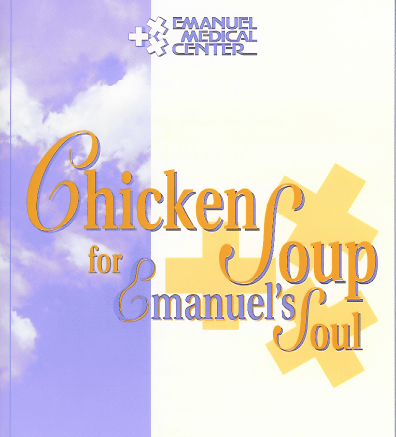 EMANUEL
MEDICAL
CENTER
Chicken
Soup
for
Emanuel's
Soul